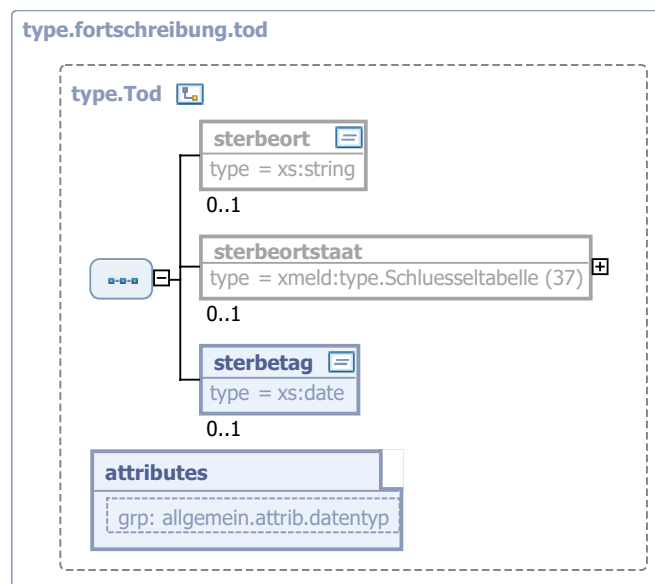 type.fortschreibung.tod
type.Tod
sterbeort
type = xs:string
0..1
sterbeortstaat
type = xmeld:type.Schluesseltabelle (37)
0..1
sterbetag
type = xs:date
0..1
attributes
grp: allgemein.attrib.datentyp